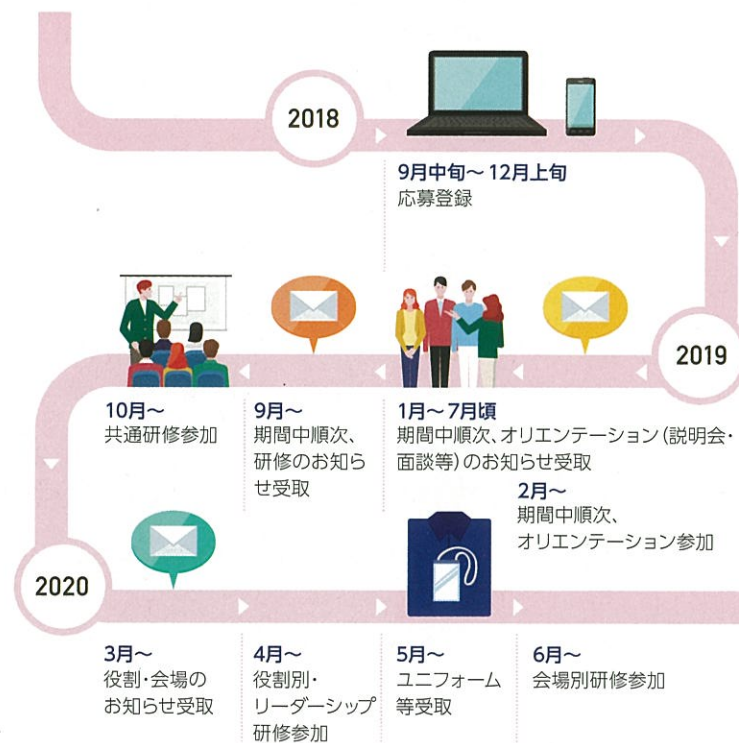 2018
9月中旬～12月上旬
応募登録
2019
1月～7月頃
期間中順次、オリエンテーション(説明会・
面談等)のお知らせ受取
2月～
期間中順次、
オリエンテーション参加
9月～
期間中順次、
研修のお知ら
せ受取
10月～
共通研修参加
2020
3月～
役割・会場の
お知らせ受取
4月～
役割別・
リーダーシップ
研修参加
5月～
ユニフォーム
等受取
6月～
会場別研修参加